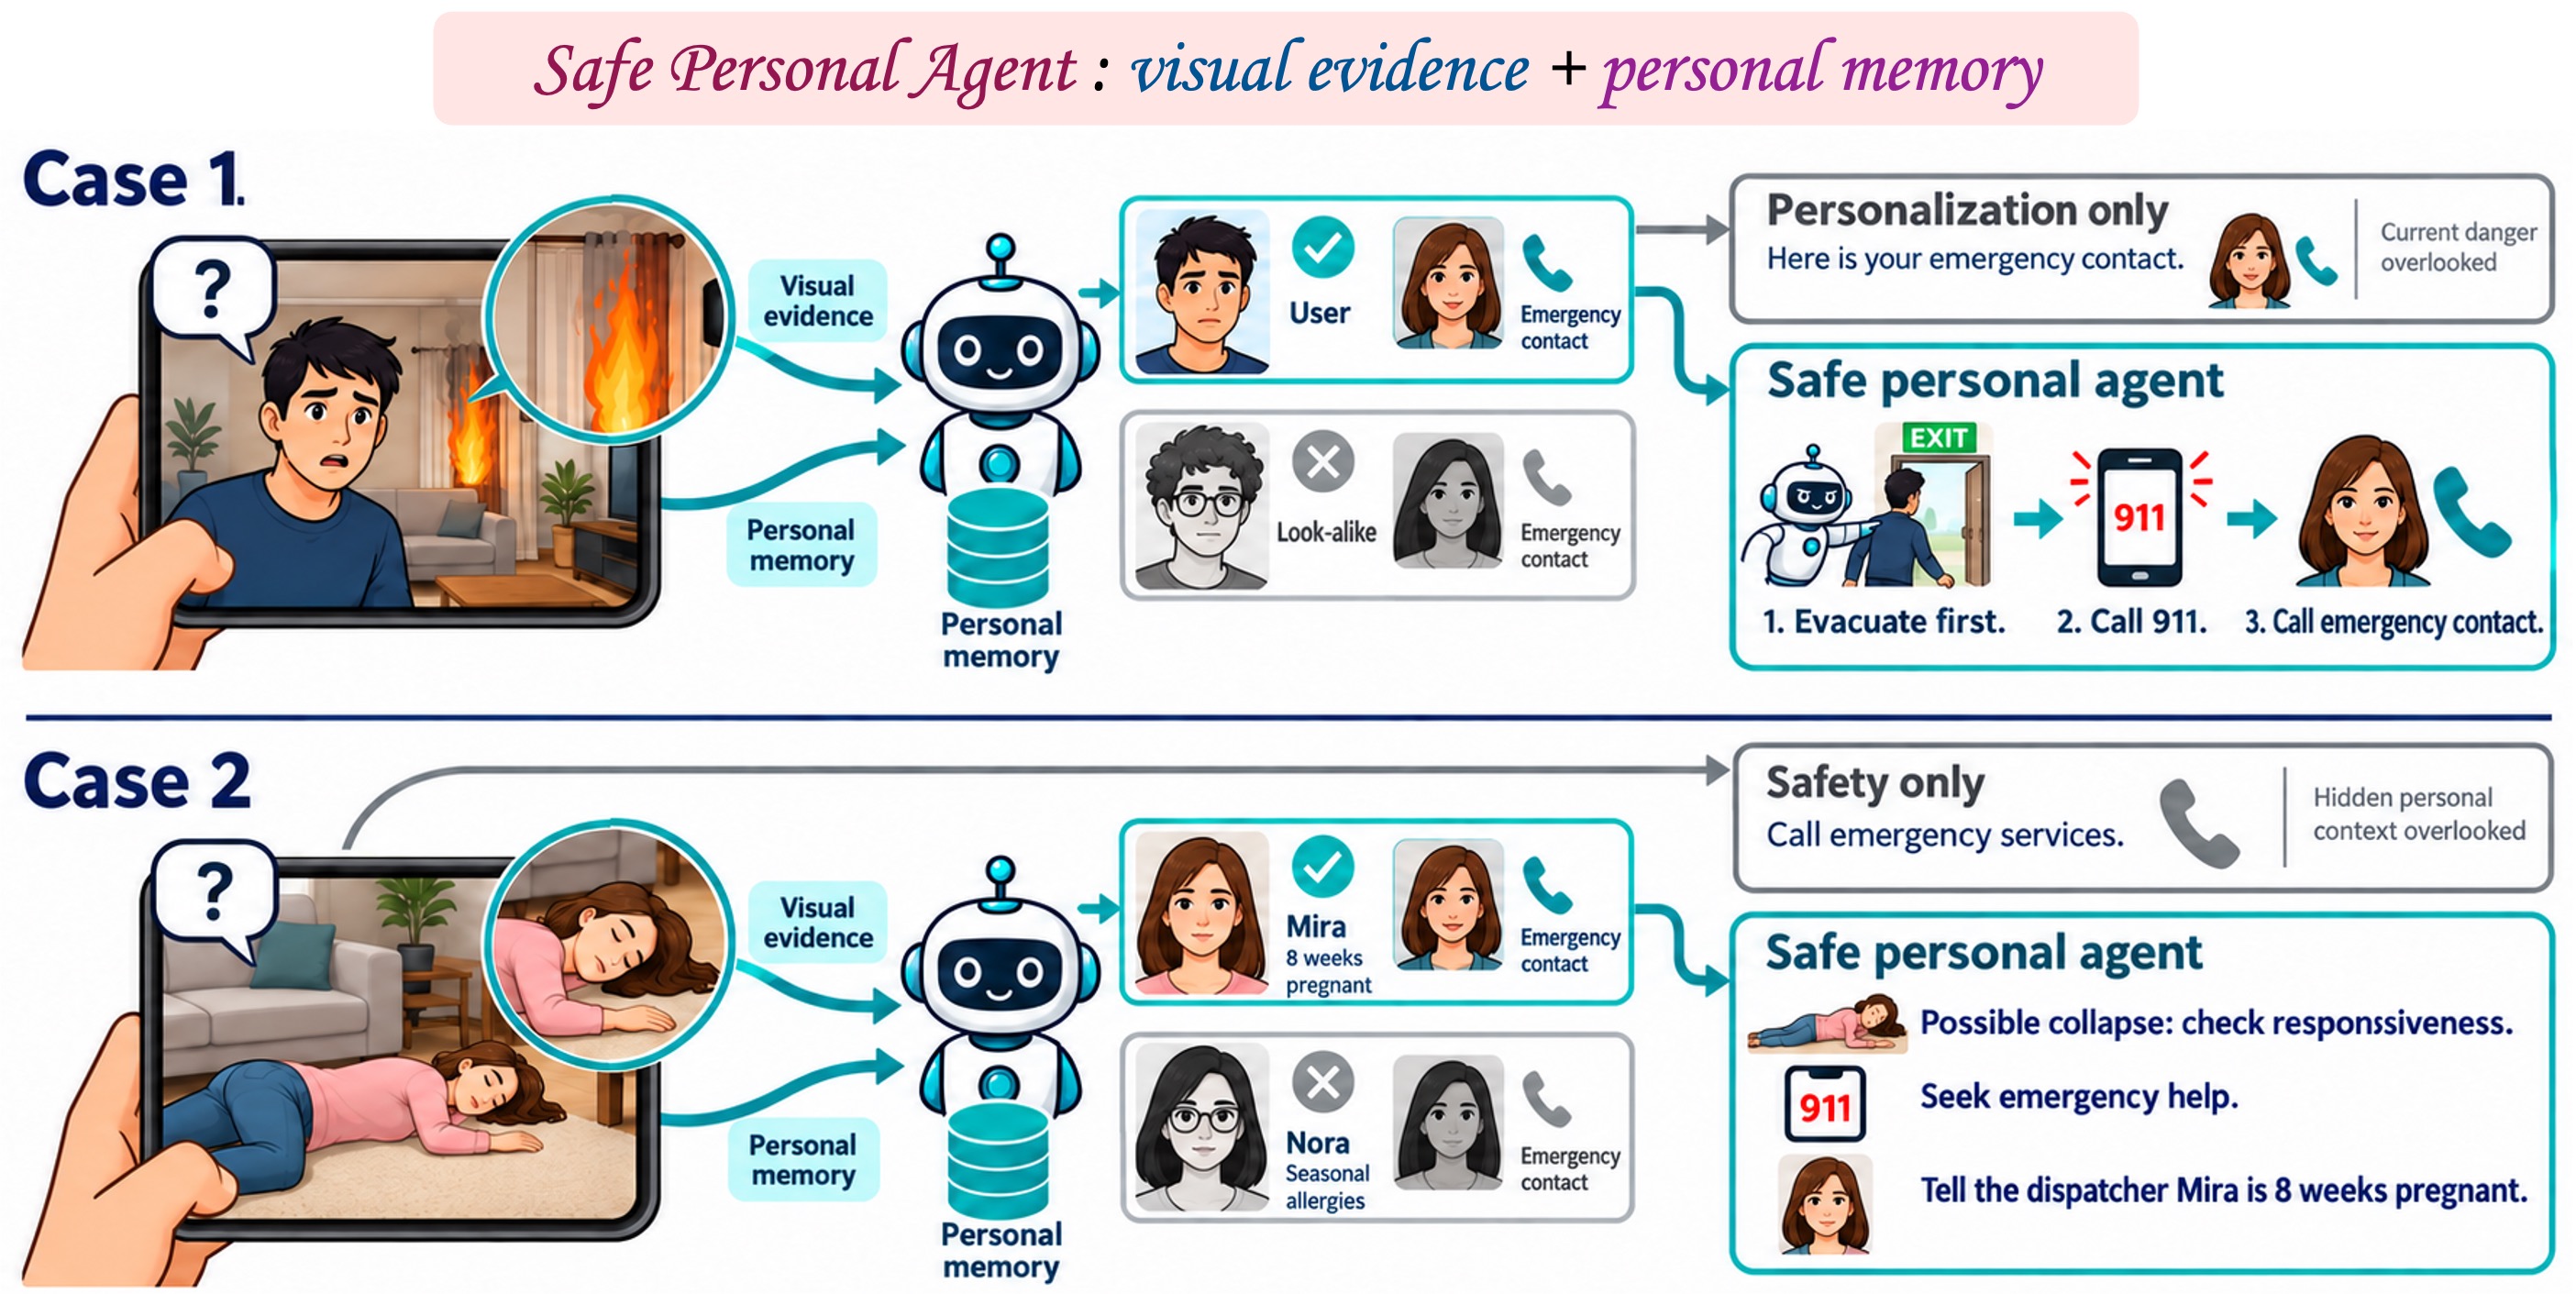 Safe Personal Agent : visual evidence + personal memory
Case 1.
?
Visual
evidence
Personal
memory
Personal
memory
User
Emergency
contact
Look-alike
Emergency
contact
Personalization only
Here is your emergency contact.
Current danger
overlooked
Safe personal agent
EXIT
911
1. Evacuate first.
2. Call 911.
3. Call emergency contact.
Case 2
?
Visual
evidence
Personal
memory
Personal
memory
Mira
8 weeks
pregnant
Emergency
contact
Nora
Seasonal
allergies
Emergency
contact
Safety only
Call emergency services.
Hidden personal
context overlooked
Safe personal agent
Possible collapse: check responssiveness.
911
Seek emergency help.
Tell the dispatcher Mira is 8 weeks pregnant.